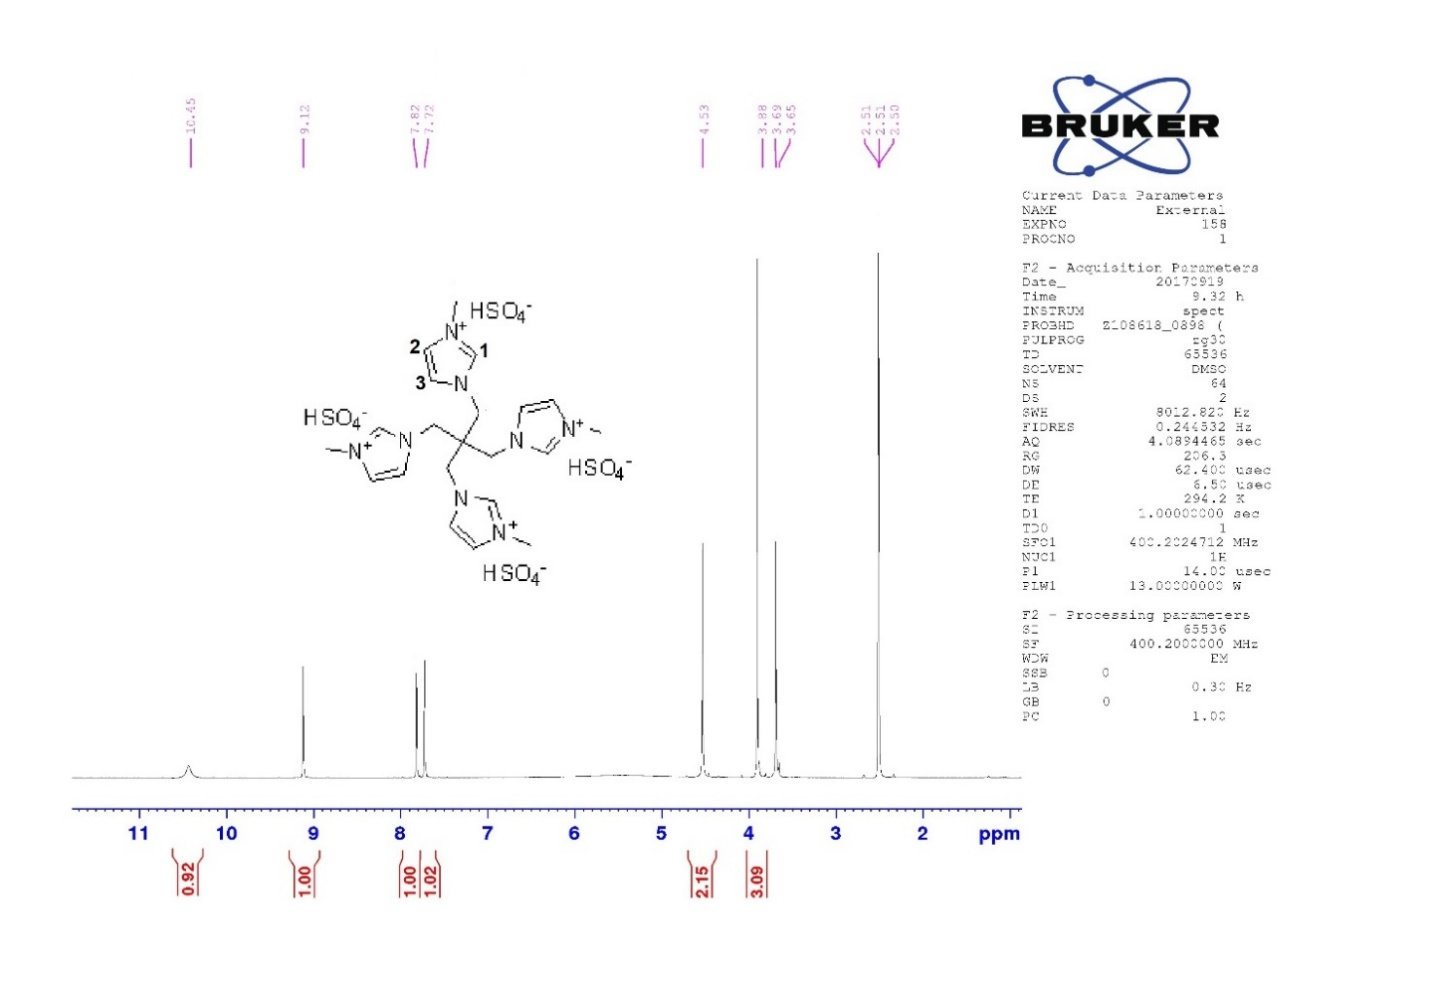 10.45
9.12
7.82
7.72
4.53
3.88
3.69
3.65
2.51
2.51
2.50
BRUKER
Current Data Parameters
NAME External
EXPNO 158
PROCNO 1
F2 - Acquisition Parameters
Date_ 20170919
Time 9.32 h
INSTRUM spect
PROBHD Z108618_0898 (
PULPROG zg30
TD 65536
SOLVENT DMSO
NS 64
DS 2
SWH 8012.820 Hz
FIDRES 0.244532 Hz
AQ 4.0894465 sec
RG 206.3
DW 62.400 usec
DE 6.50 usec
TE 294.2 K
D1 1.00000000 sec
TD0 1
SFO1 400.2024712 MHz
NUC1 1H
P1 14.00 usec
PLW1 13.00000000 W
F2 - Processing parameters
SI 65536
SF 400.2000000 MHz
WDW EM
SSB 0
LB 0.30 Hz
GB 0
PC 1.00
HSO4-
N+
2
1
3
N
HSO4-
N
N+
N
N+
HSO4-
N
N+
HSO4-
11 10 9 8 7 6 5 4 3 2 ppm
0.92
1.00
1.00
1.02
2.15
3.09